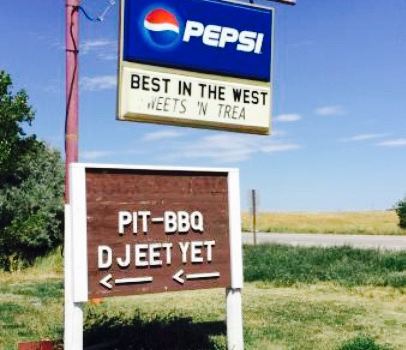 PEPSI
BEST IN THE WEST
WEETS 'N TREA
PIT-BBQ
DJEET YET